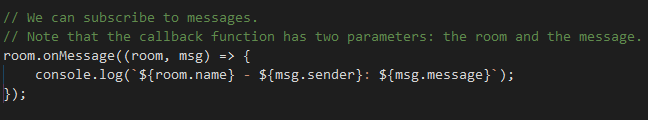 // We can subscribe to messages.
// Note that the callback function has two parameters: the room and the message.
room.onMessage((room, msg) => {
    console.log(`${room.name} - ${msg.sender}: ${msg.message}`);
});